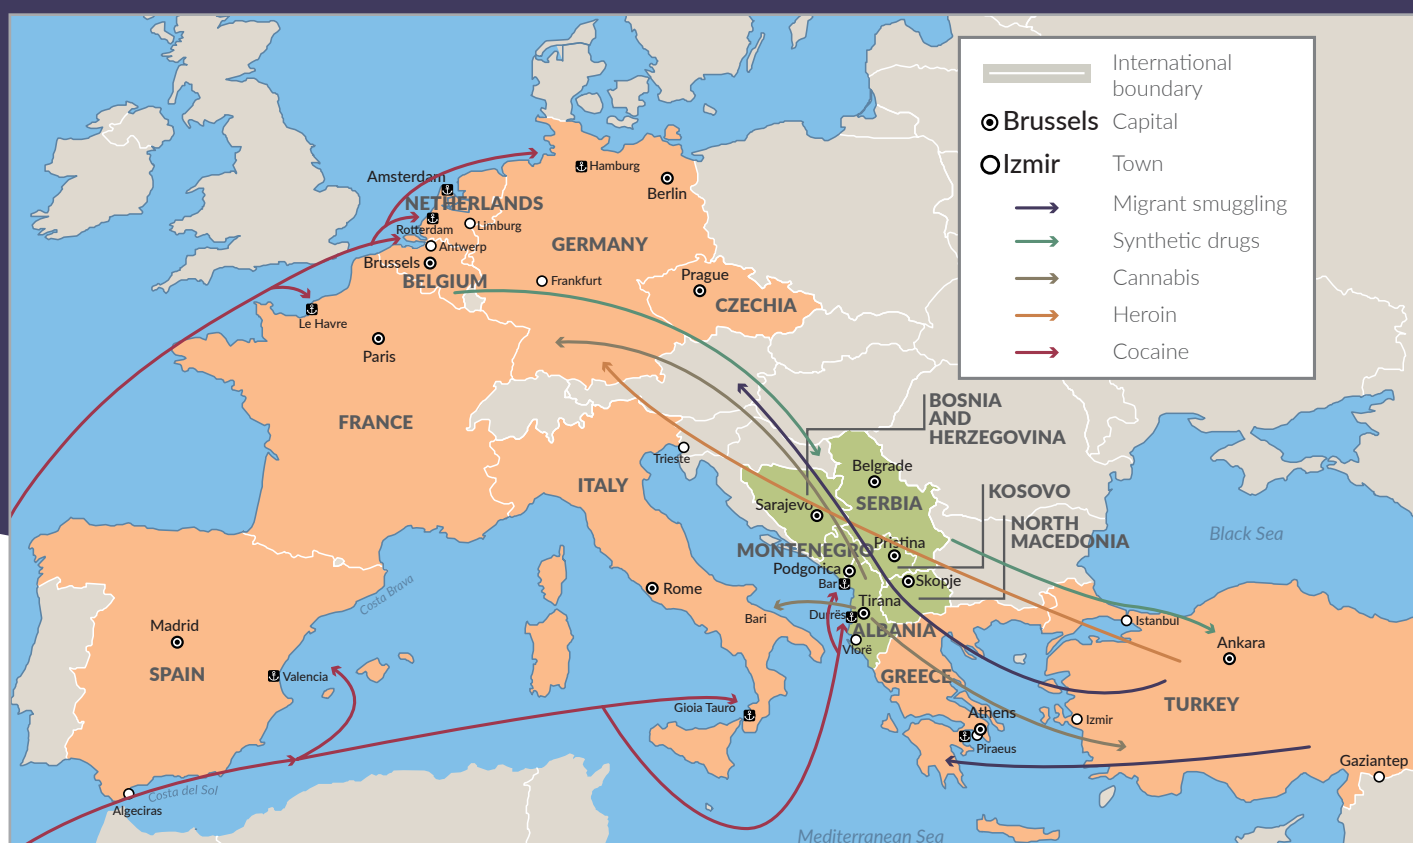 International
boundary
Brussels Capital
Izmir Town
Migrant smuggling
Synthetic drugs
Cannabis
Heroin
Cocaine
Amsterdam
Hamburg
Berlin
NETHERLANDS
Rotterdam
Limburg
Antwerp
GERMANY
Brussels
BELGIUM
Frankfurt
Prague
CZECHIA
Le Havre
Paris
FRANCE
BOSNIA
AND
HERZEGOVINA
Trieste
Belgrade
ITALY
SERBIA
Sarajevo
KOSOVO
NORTH
MACEDONIA
Black Sea
MONTENEGRO
Pristina
Podgorica
Bar
Skopje
Costa Brava
Rome
Tirana
Bari
Durrës
ALBANIA
Vlorë
Istanbul
Ankara
Madrid
SPAIN
Valencia
GREECE
TURKEY
Gioia Tauro
Athens
Piraeus
Izmir
Gaziantep
Costa del Sol
Algeciras
Mediterranean Sea